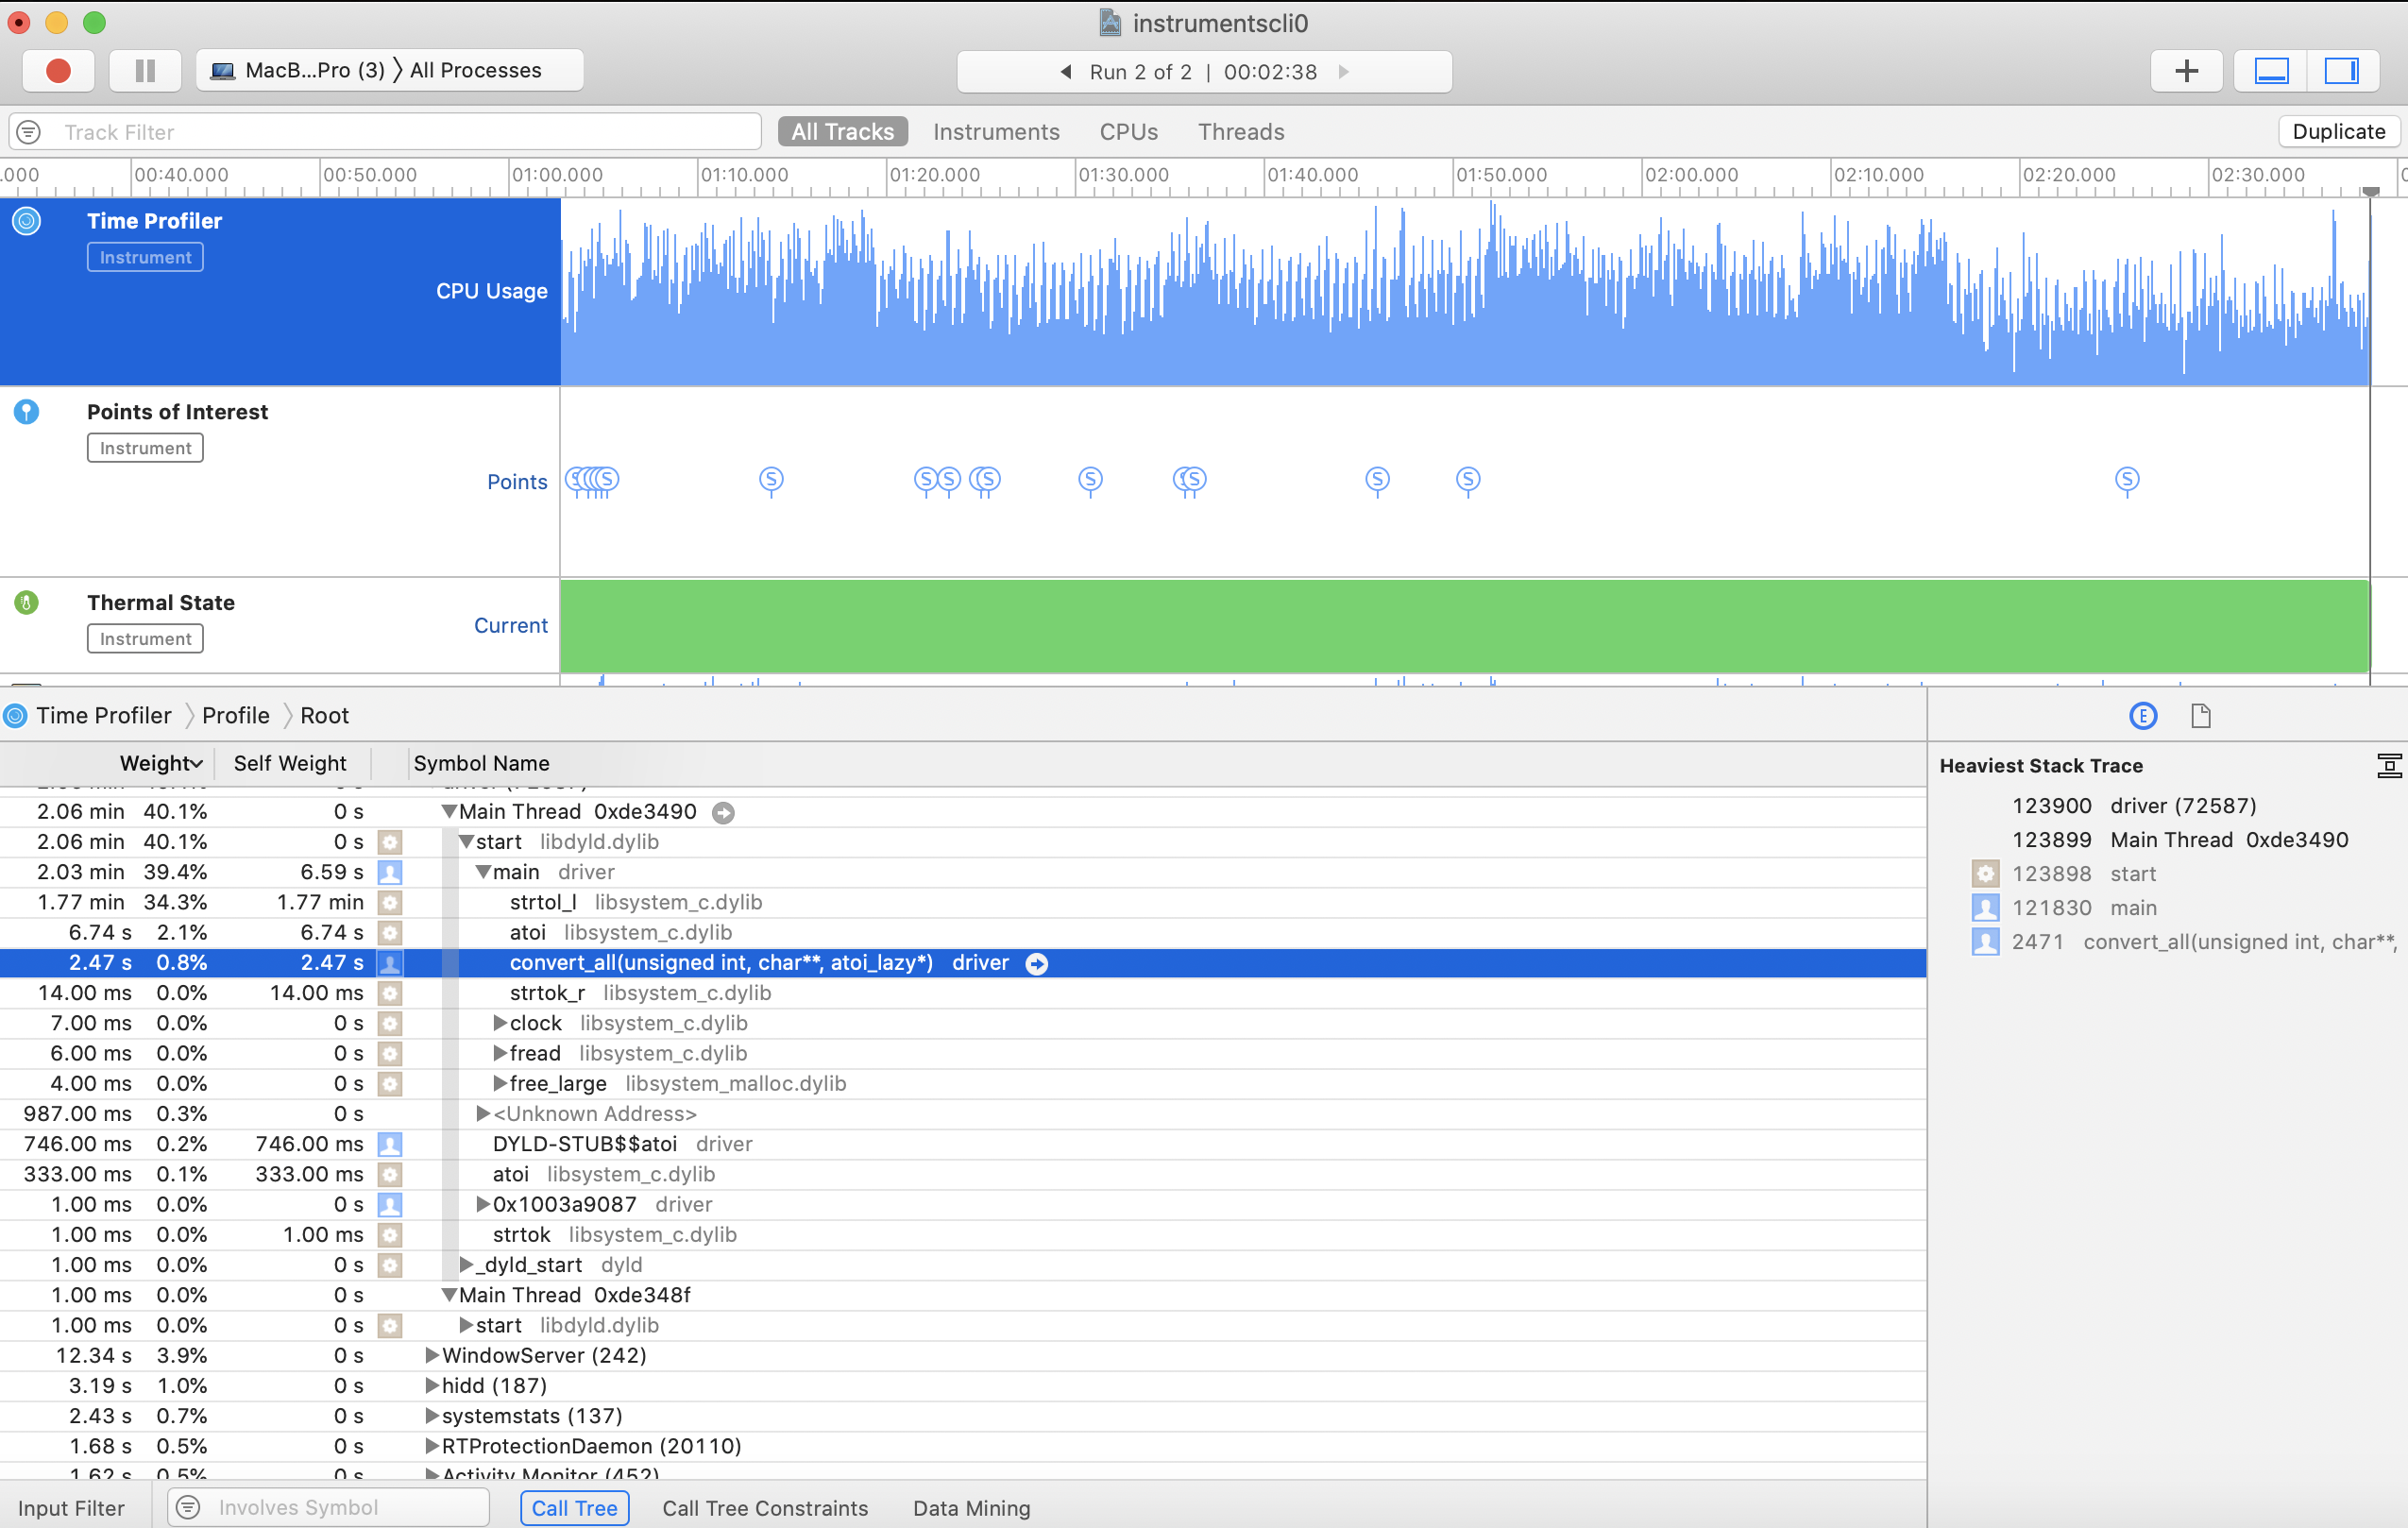 instrumentscli0
MacB...Pro (3) 〉 All Processes
Run 2 of 2 | 00:02:38
Track Filter
All Tracks Instruments CPUs Threads
Duplicate
.000 00:40.000 00:50.000 01:00.000 01:10.000 01:20.000 01:30.000 01:40.000 01:50.000 02:00.000 02:10.000 02:20.000 02:30.000
Time Profiler
Instrument
CPU Usage
Points of Interest
Instrument
Points
S S S S S S S S S S S
Thermal State
Instrument
Current
Time Profiler 〉 Profile 〉 Root
Weight Self Weight Symbol Name
2.06 min 40.1% 0 s Main Thread 0xde3490
2.06 min 40.1% 0 s start libdyld.dylib
2.03 min 39.4% 6.59 s main driver
1.77 min 34.3% 1.77 min strtol_l libsystem_c.dylib
6.74 s 2.1% 6.74 s atoi libsystem_c.dylib
2.47 s 0.8% 2.47 s convert_all(unsigned int, char**, atoi_lazy*) driver
14.00 ms 0.0% 14.00 ms strtok_r libsystem_c.dylib
7.00 ms 0.0% 0 s clock libsystem_c.dylib
6.00 ms 0.0% 0 s fread libsystem_c.dylib
4.00 ms 0.0% 0 s free_large libsystem_malloc.dylib
987.00 ms 0.3% 0 s <Unknown Address>
746.00 ms 0.2% 746.00 ms DYLD-STUB$$atoi driver
333.00 ms 0.1% 333.00 ms atoi libsystem_c.dylib
1.00 ms 0.0% 0 s 0x1003a9087 driver
1.00 ms 0.0% 1.00 ms strtok libsystem_c.dylib
1.00 ms 0.0% 0 s _dyld_start dyld
1.00 ms 0.0% 0 s Main Thread 0xde348f
1.00 ms 0.0% 0 s start libdyld.dylib
12.34 s 3.9% 0 s WindowServer (242)
3.19 s 1.0% 0 s hidd (187)
2.43 s 0.7% 0 s systemstats (137)
1.68 s 0.5% 0 s RTProtectionDaemon (20110)
1.62 s 0.5% 0 s Activity Monitor (452)
E
Heaviest Stack Trace
123900 driver (72587)
123899 Main Thread 0xde3490
123898 start
121830 main
2471 convert_all(unsigned int, char**,
Input Filter Involves Symbol Call Tree Call Tree Constraints Data Mining